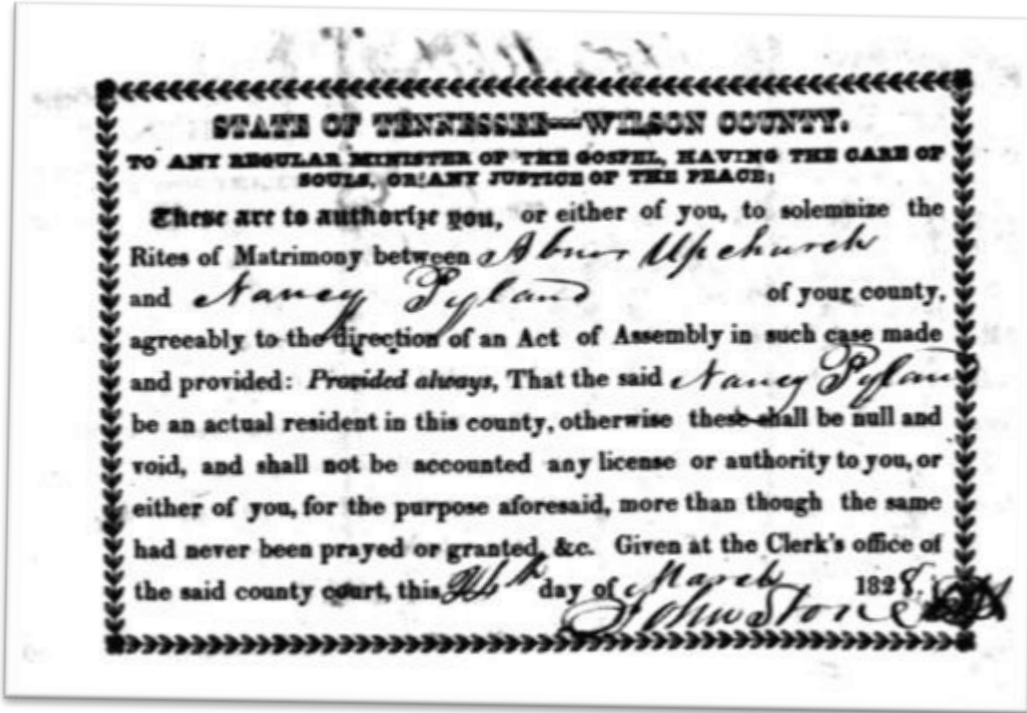 STATE OF TENNESSEE—WILSON COUNTY.
TO ANY REGULAR MINISTER OF THE GOSPEL, HAVING THE CARE OF
SOULS, OR ANY JUSTICE OF THE PEACE:
These are to authorize you, or either of you, to solemnize the
Rites of Matrimony between Abner Upchurch
and Nancy Pyland of your county,
agreeably to the direction of an Act of Assembly in such case made
and provided: Provided always, That the said Nancy Pyland
be an actual resident in this county, otherwise these shall be null and
void, and shall not be accounted any license or authority to you, or
either of you, for the purpose aforesaid, more than though the same
had never been prayed or granted, &c. Given at the Clerk's office of
the said county court, this 24th day of March 1828.
Johnston